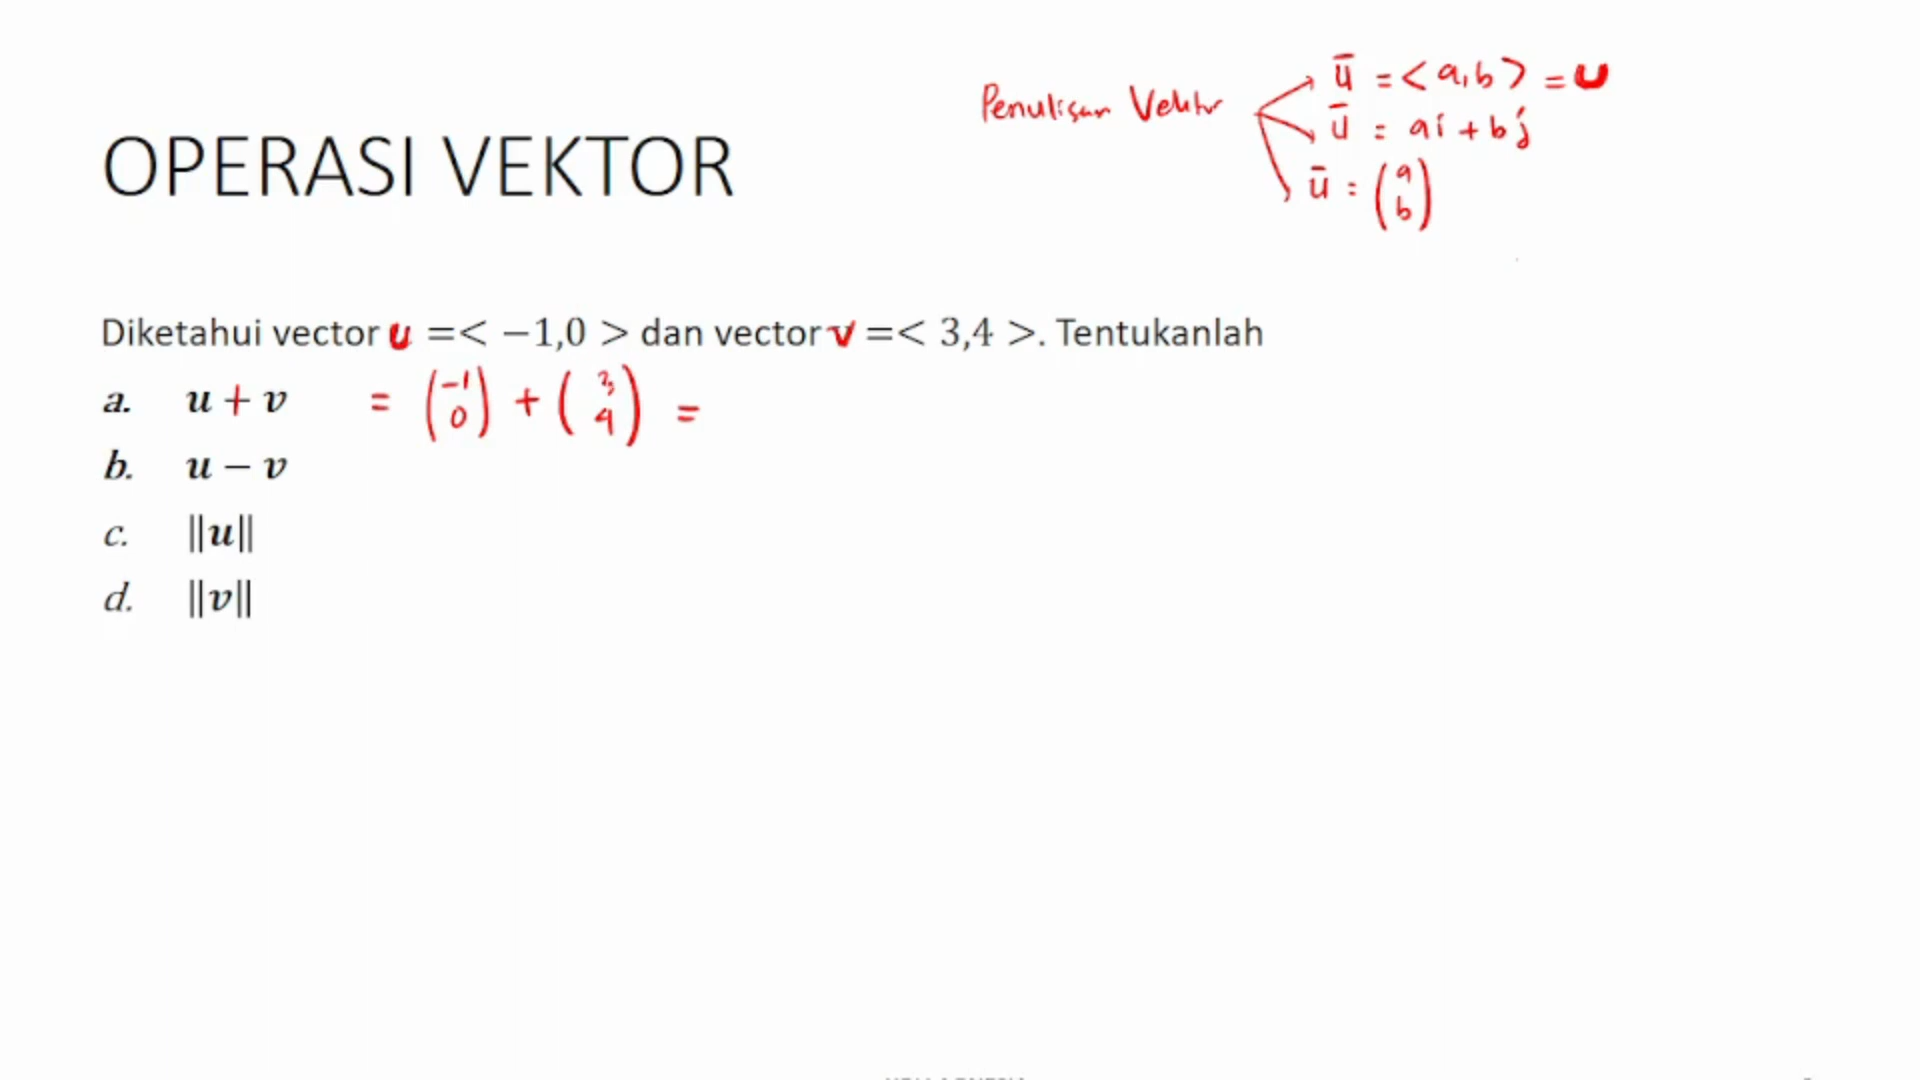 Penulisan Vektor
ū = < a,b > = u
ū = ai + bj
ū = (a b)
OPERASI VEKTOR
Diketahui vector u =< −1,0 > dan vector v =< 3,4 >. Tentukanlah
a. u + v = (-1 0) + (3 4) =
b. u − v
c. ‖u‖
d. ‖v‖